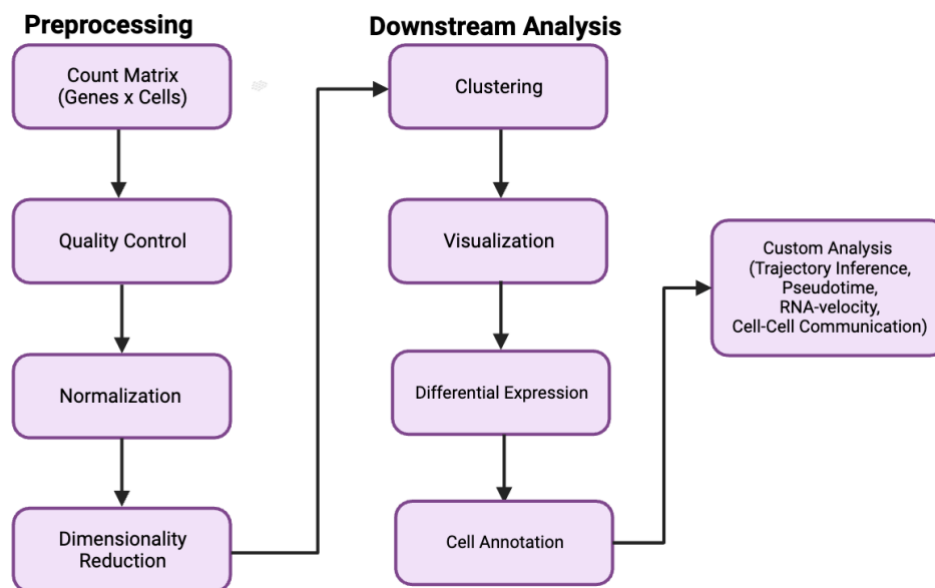 Preprocessing
Count Matrix
(Genes x Cells)
Quality Control
Normalization
Dimensionality
Reduction
Downstream Analysis
Clustering
Visualization
Differential Expression
Cell Annotation
Custom Analysis
(Trajectory Inference,
Pseudotime,
RNA-velocity,
Cell-Cell Communication)